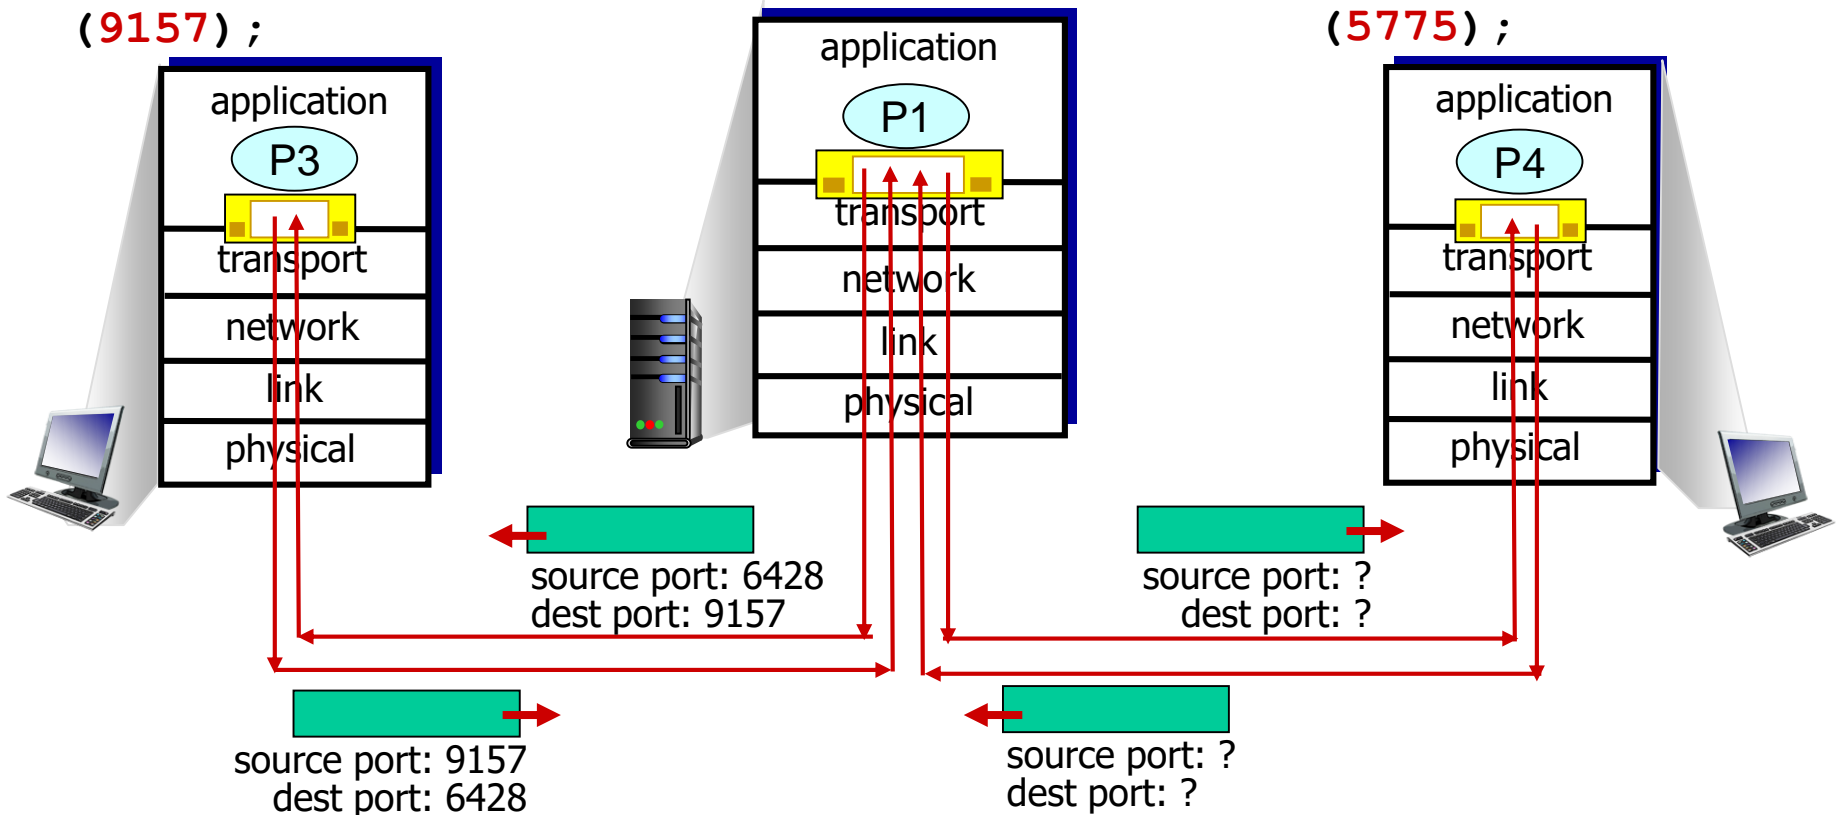 (9157);
application
P3
transport
network
link
physical
application
P1
transport
network
link
physical
(5775);
application
P4
transport
network
link
physical
source port: 6428
dest port: 9157
source port: ?
dest port: ?
source port: 9157
dest port: 6428
source port: ?
dest port: ?